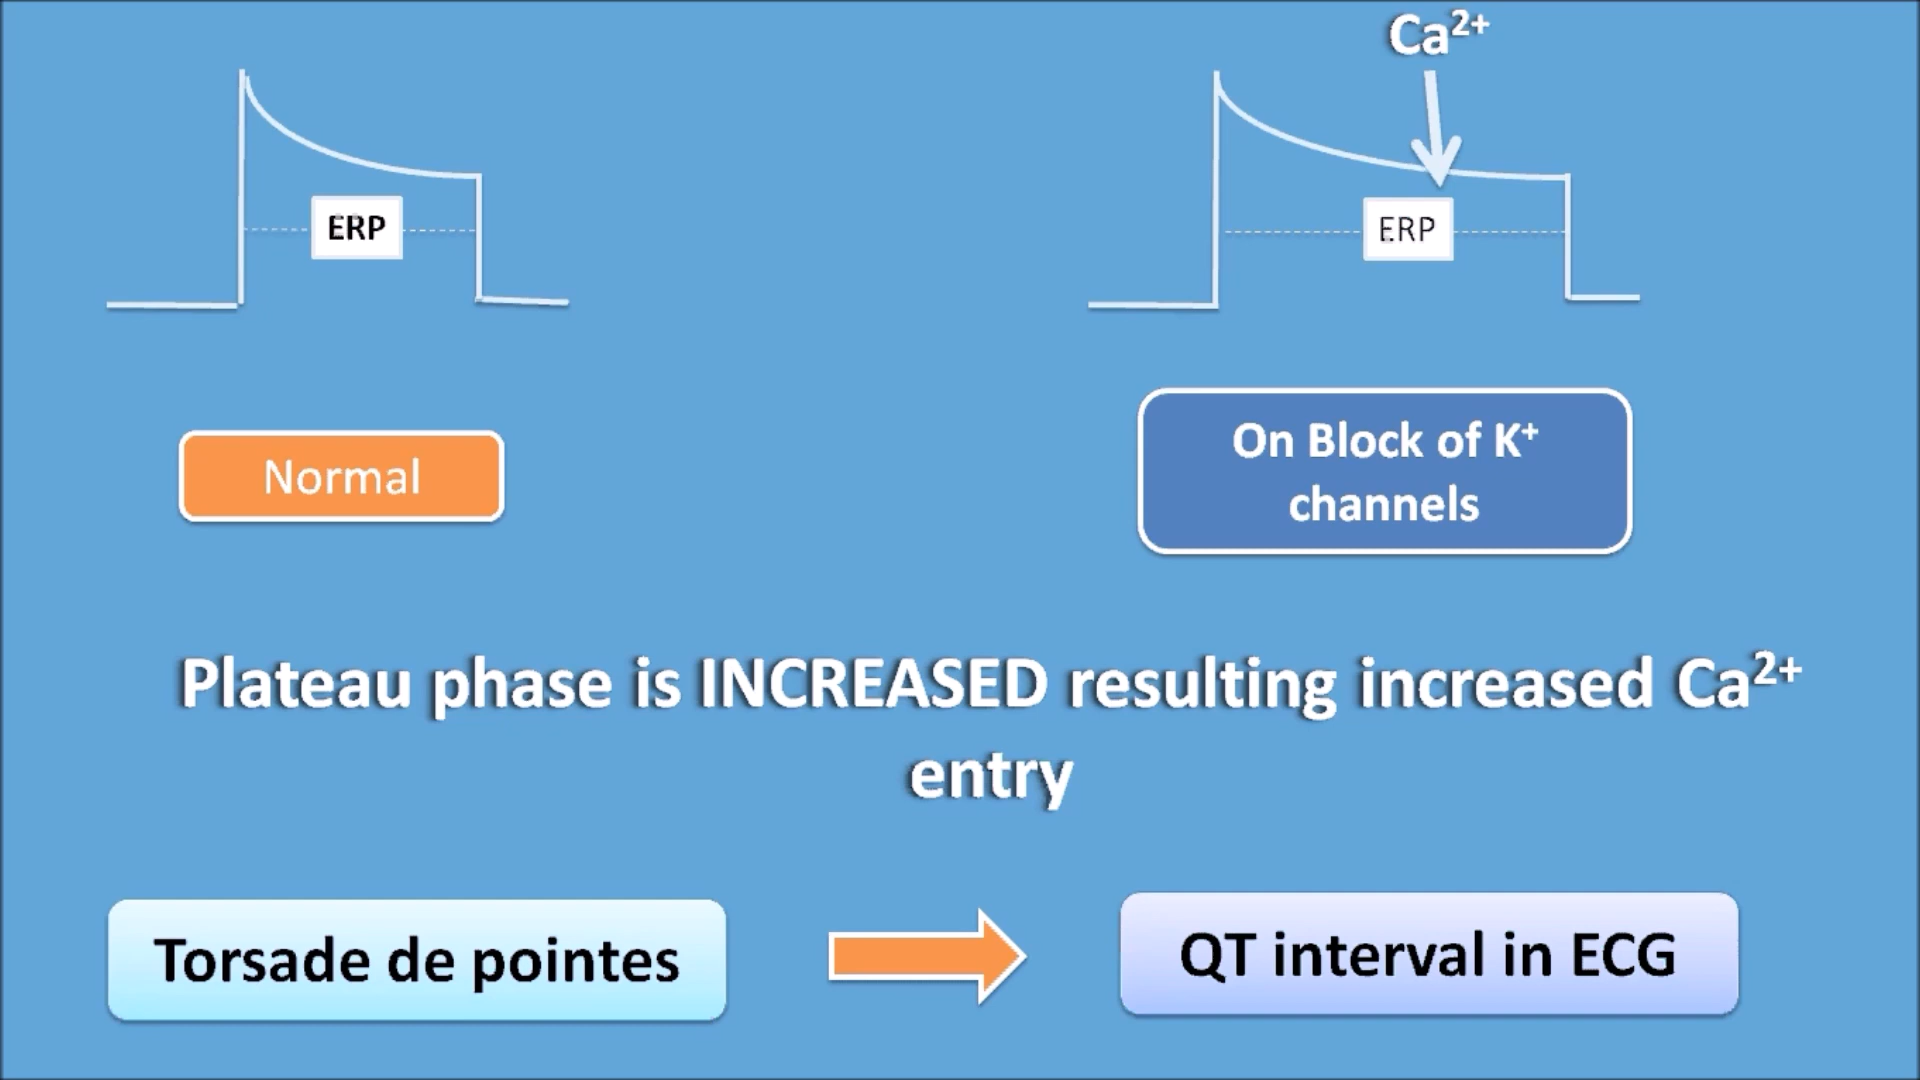 Ca²⁺
ERP
ERP
Normal
On Block of K⁺
channels
Plateau phase is INCREASED resulting increased Ca²⁺
entry
Torsade de pointes
QT interval in ECG